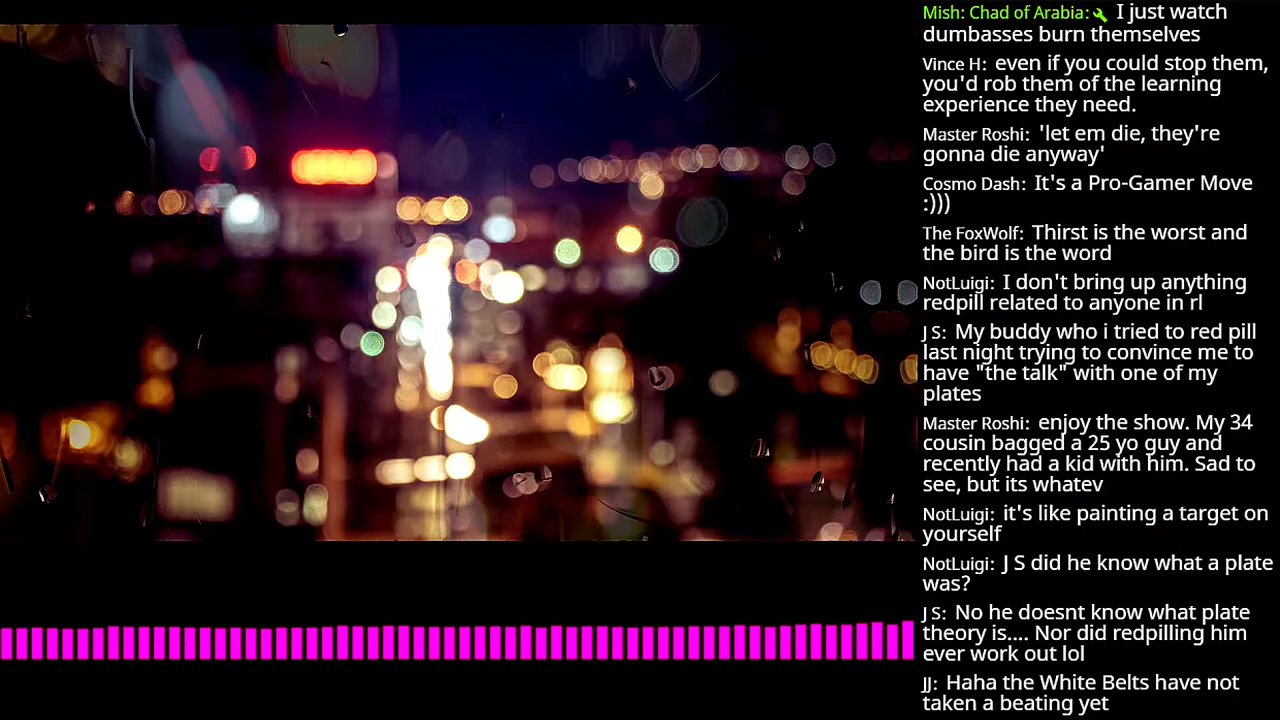 Mish: Chad of Arabia: I just watch
dumbasses burn themselves
Vince H: even if you could stop them,
you'd rob them of the learning
experience they need.
Master Roshi: 'let em die, they're
gonna die anyway'
Cosmo Dash: It's a Pro-Gamer Move
:)))
The FoxWolf: Thirst is the worst and
the bird is the word
NotLuigi: I don't bring up anything
redpill related to anyone in rl
J S: My buddy who i tried to red pill
last night trying to convince me to
have "the talk" with one of my
plates
Master Roshi: enjoy the show. My 34
cousin bagged a 25 yo guy and
recently had a kid with him. Sad to
see, but its whatev
NotLuigi: it's like painting a target on
yourself
NotLuigi: J S did he know what a plate
was?
J S: No he doesnt know what plate
theory is.... Nor did redpilling him
ever work out lol
JJ: Haha the White Belts have not
taken a beating yet